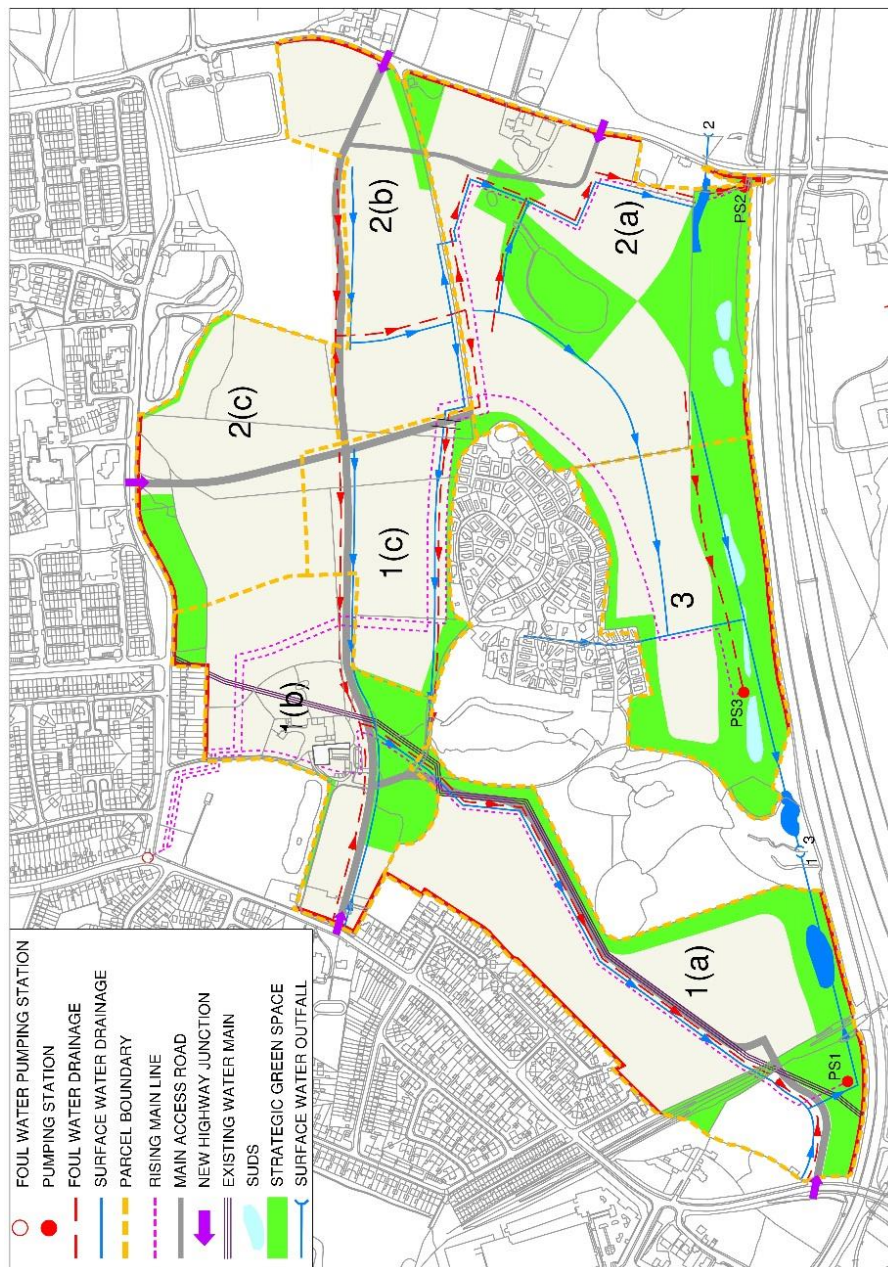 FOUL WATER PUMPING STATION
PUMPING STATION
FOUL WATER DRAINAGE
SURFACE WATER DRAINAGE
PARCEL BOUNDARY
RISING MAIN LINE
MAIN ACCESS ROAD
NEW HIGHWAY JUNCTION
EXISTING WATER MAIN
SUDS
STRATEGIC GREEN SPACE
SURFACE WATER OUTFALL
1(b)
2(c)
1(c)
2(b)
1(a)
3
2(a)
PS1
1
3
PS3
PS2
2